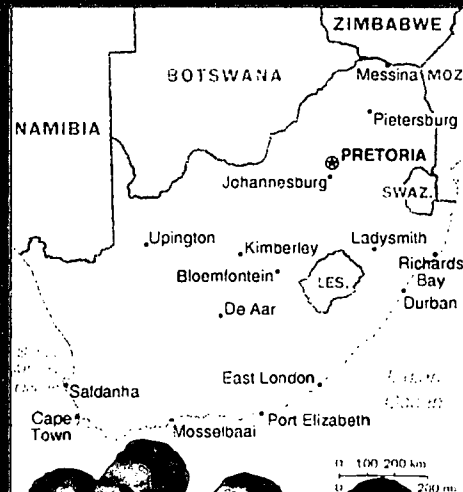 ZIMBABWE
BOTSWANA
Messina MOZ
Pietersburg
NAMIBIA
PRETORIA
Johannesburg
SWAZ.
Upington
Kimberley
Ladysmith
Bloemfontein
LES.
Richards
Bay
Durban
De Aar
East London
Saldanha
Cape
Town
Mosselbaai
Port Elizabeth
0 100 200 km
0 200 mi